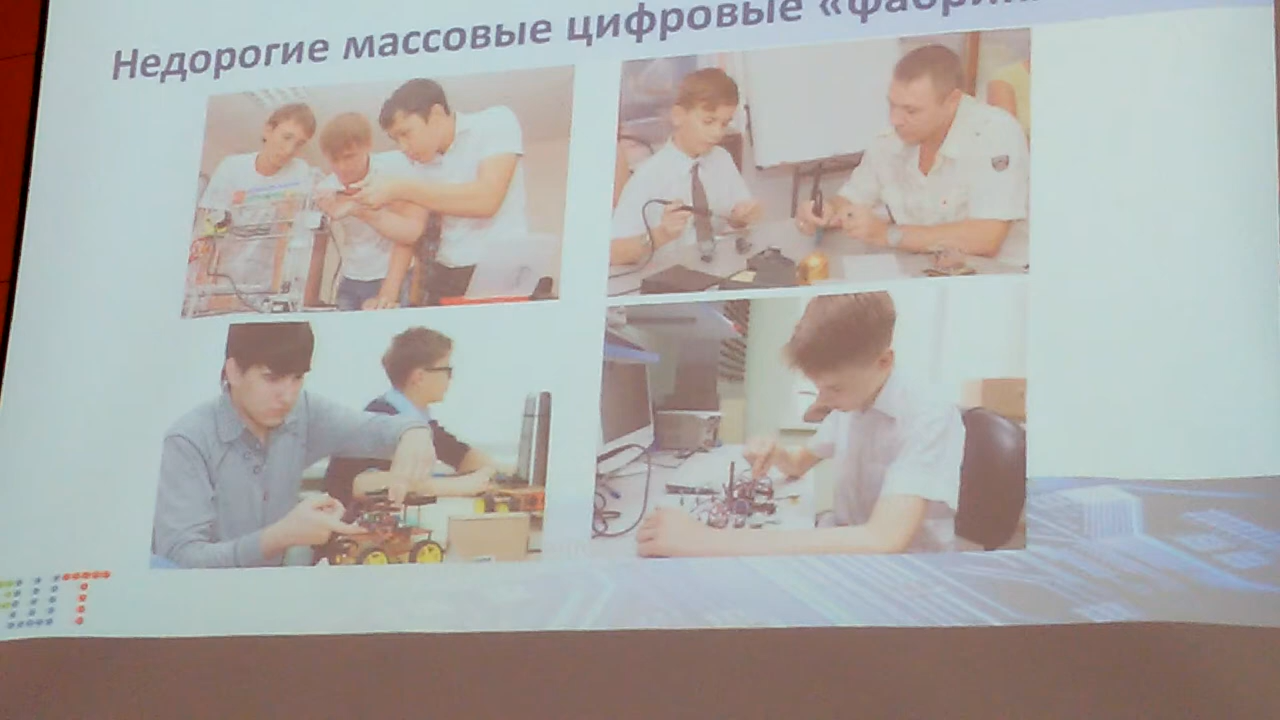 Недорогие массовые цифровые